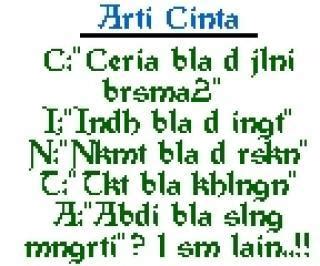 Arti Cinta
C:"Ceria bla d jlni
brsma2"
I:"Indh bla d ingt"
N:"Nkmt bla d rskn"
T:"Tkt bla khlngn"
A:"Abdi bla slng
mngrti"? 1 sm lain..!!